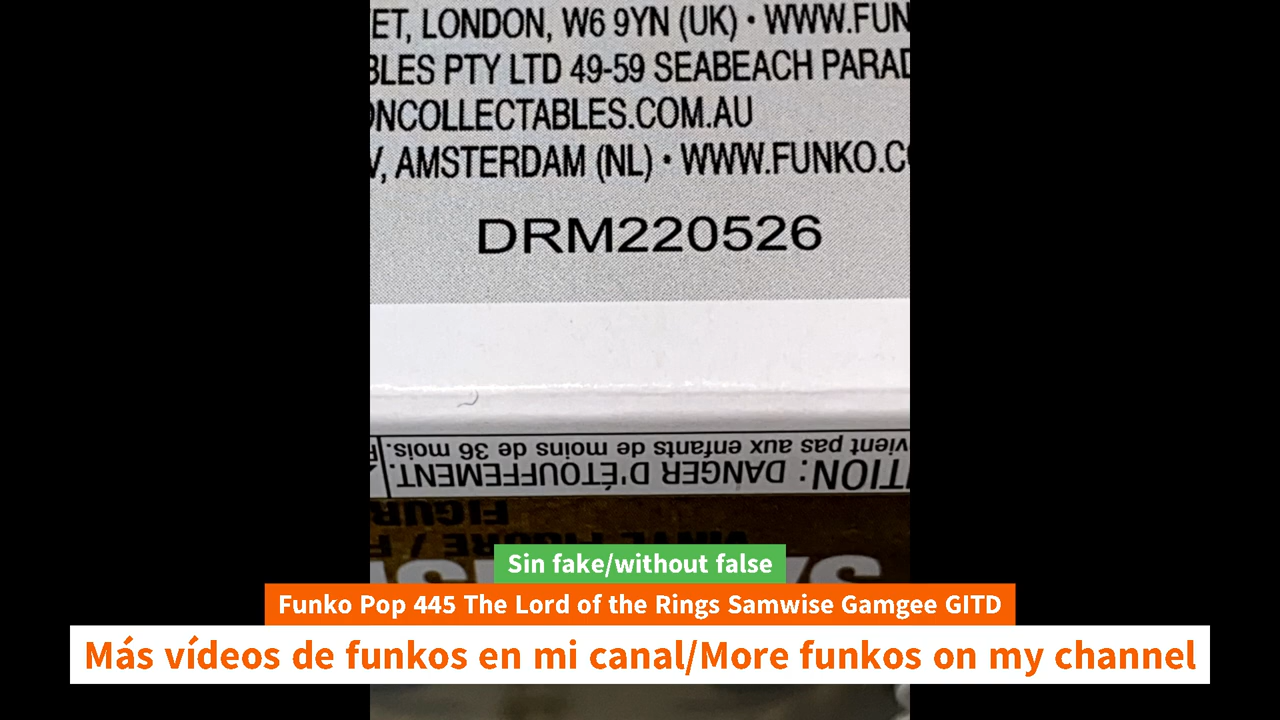 ET, LONDON, W6 9YN (UK) • WWW.FUN
BLES PTY LTD 49-59 SEABEACH PARAD
ONCOLLECTABLES.COM.AU
V, AMSTERDAM (NL) • WWW.FUNKO.C
DRM220526
vient pas aux enfants de moins de 36 mois.
TION: DANGER D'ÉTOUFFEMENT.
FIGUR
VINYL FIGURE / F
Sin fake/without false
Funko Pop 445 The Lord of the Rings Samwise Gamgee GITD
Más vídeos de funkos en mi canal/More funkos on my channel